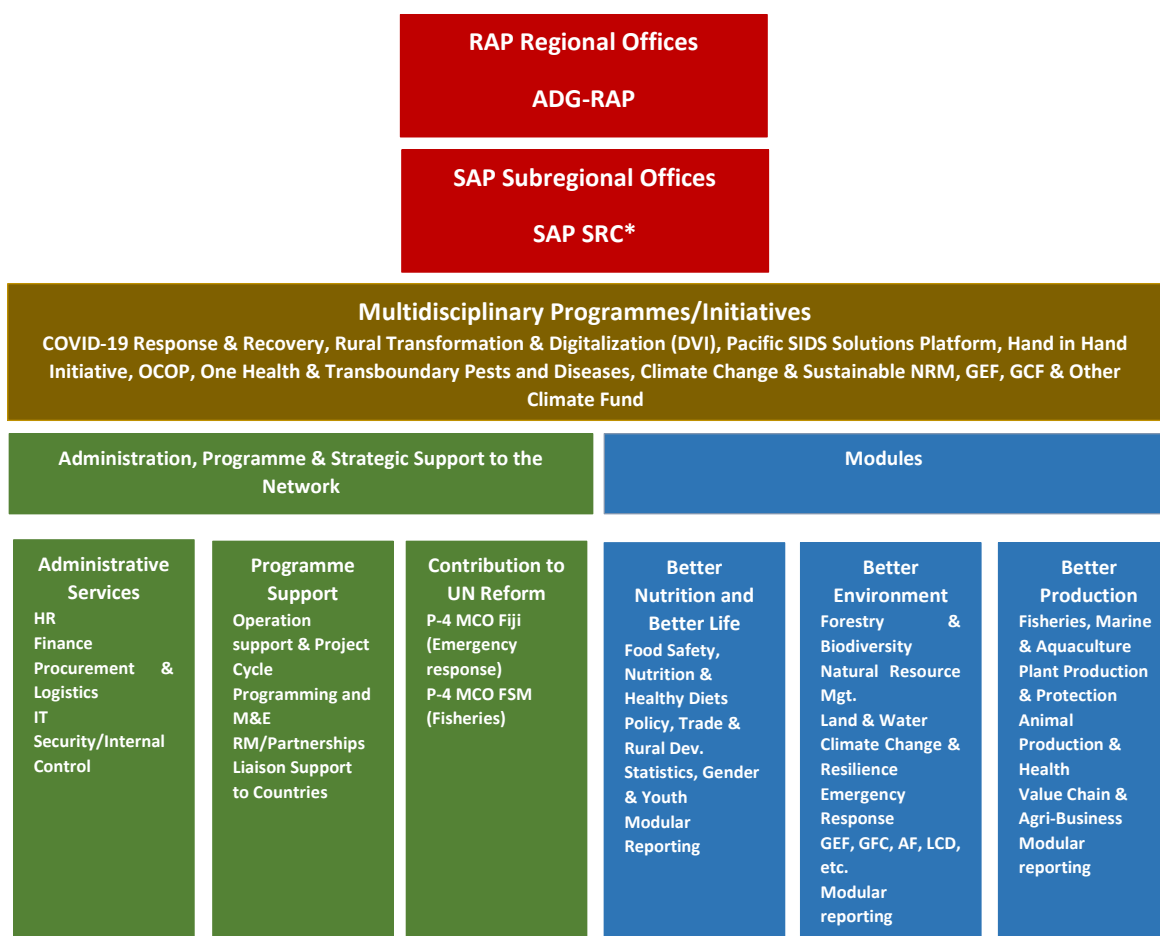 RAP Regional Offices
ADG-RAP
SAP Subregional Offices
SAP SRC*
Multidisciplinary Programmes/Initiatives
COVID-19 Response & Recovery, Rural Transformation & Digitalization (DVI), Pacific SIDS Solutions Platform, Hand in Hand
Initiative, OCOP, One Health & Transboundary Pests and Diseases, Climate Change & Sustainable NRM, GEF, GCF & Other
Climate Fund
Administration, Programme & Strategic Support to the
Network
Modules
Administrative
Services
HR
Finance
Procurement &
Logistics
IT
Security/Internal
Control
Programme
Support
Operation
support & Project
Cycle
Programming and
M&E
RM/Partnerships
Liaison Support
to Countries
Contribution to
UN Reform
P-4 MCO Fiji
(Emergency
response)
P-4 MCO FSM
(Fisheries)
Better
Nutrition and
Better Life
Food Safety,
Nutrition &
Healthy Diets
Policy, Trade &
Rural Dev.
Statistics, Gender
& Youth
Modular
Reporting
Better
Environment
Forestry &
Biodiversity
Natural Resource
Mgt.
Land & Water
Climate Change &
Resilience
Emergency
Response
GEF, GFC, AF, LCD,
etc.
Modular
reporting
Better
Production
Fisheries, Marine
& Aquaculture
Plant Production
& Protection
Animal
Production &
Health
Value Chain &
Agri-Business
Modular
reporting